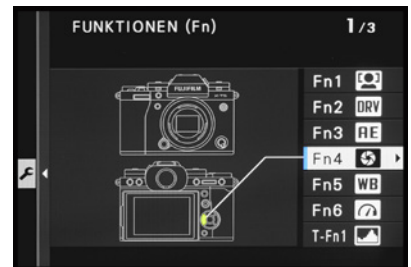 FUNKTIONEN (Fn) 1/3
FUJIFILM
Fn1
Fn2 DRV
Fn3 AE
Fn4
Fn5 WB
Fn6
T-Fn1